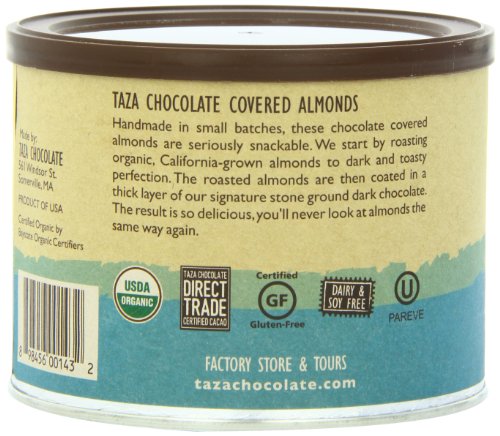 TAZA CHOCOLATE COVERED ALMONDS
Handmade in small batches, these chocolate covered
almonds are seriously snackable. We start by roasting
organic, California-grown almonds to dark and toasty
perfection. The roasted almonds are then coated in a
thick layer of our signature stone ground dark chocolate.
The result is so delicious, you'll never look at almonds the
same way again.
Made by:
TAZA CHOCOLATE
561 Windsor St.
Somerville, MA
PRODUCT OF USA
Certified Organic by
Baystate Organic Certifiers
USDA
ORGANIC
TAZA CHOCOLATE
DIRECT
TRADE
CERTIFIED CACAO
Certified
GF
Gluten-Free
DAIRY &
SOY FREE
U
PAREVE
8 98456 00143 2
FACTORY STORE & TOURS
tazachocolate.com